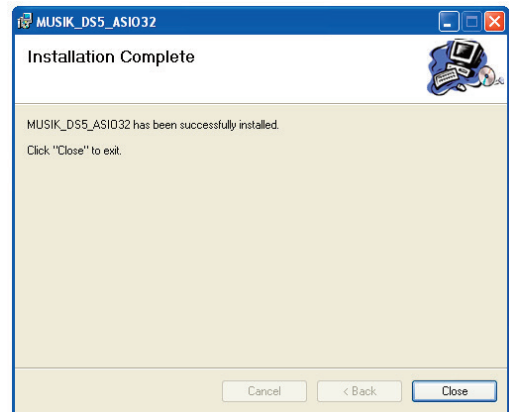 MUSIK_DS5_ASIO32
Installation Complete
MUSIK_DS5_ASIO32 has been successfully installed.
Click "Close" to exit.
Cancel
< Back
Close